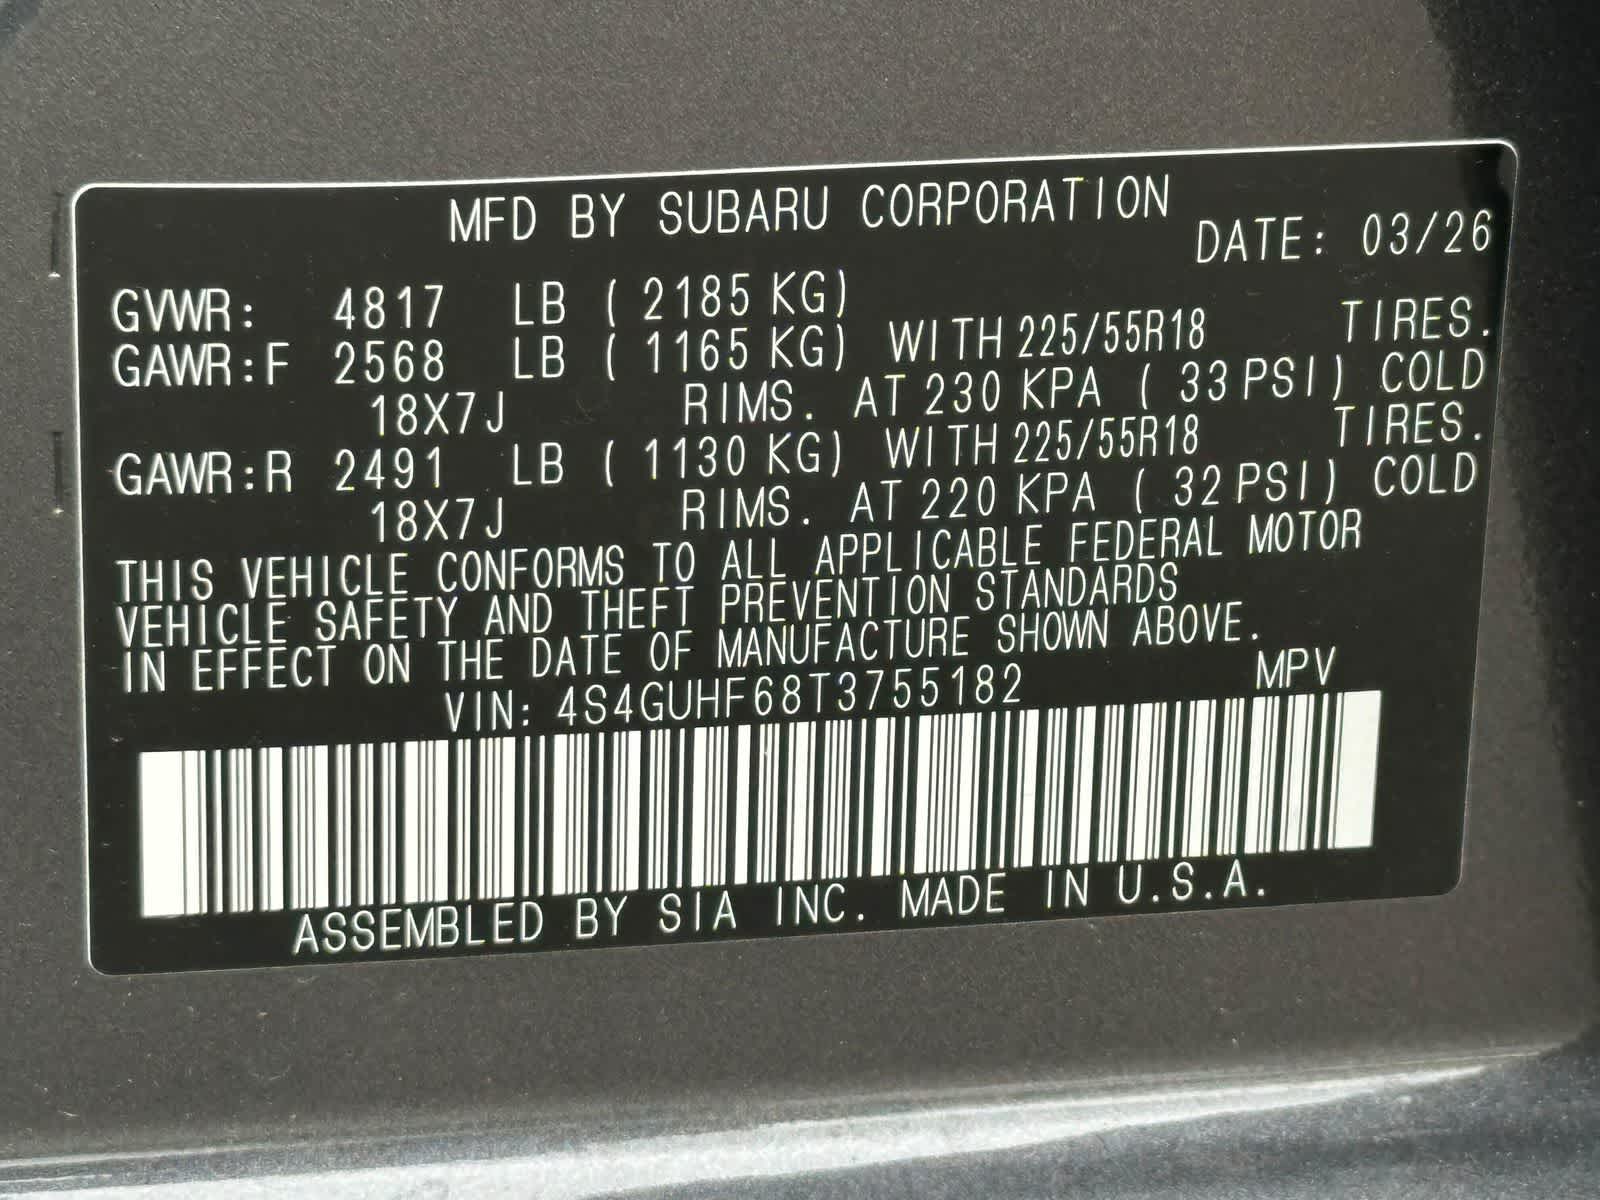 MFD BY SUBARU CORPORATION
DATE: 03/26
GVWR: 4817 LB ( 2185 KG)
GAWR:F 2568 LB ( 1165 KG) WITH 225/55R18 TIRES.
18X7J RIMS. AT 230 KPA ( 33 PSI) COLD
GAWR:R 2491 LB ( 1130 KG) WITH 225/55R18 TIRES.
18X7J RIMS. AT 220 KPA ( 32 PSI) COLD
THIS VEHICLE CONFORMS TO ALL APPLICABLE FEDERAL MOTOR
VEHICLE SAFETY AND THEFT PREVENTION STANDARDS
IN EFFECT ON THE DATE OF MANUFACTURE SHOWN ABOVE.
VIN: 4S4GUHF68T3755182 MPV
ASSEMBLED BY SIA INC. MADE IN U.S.A.